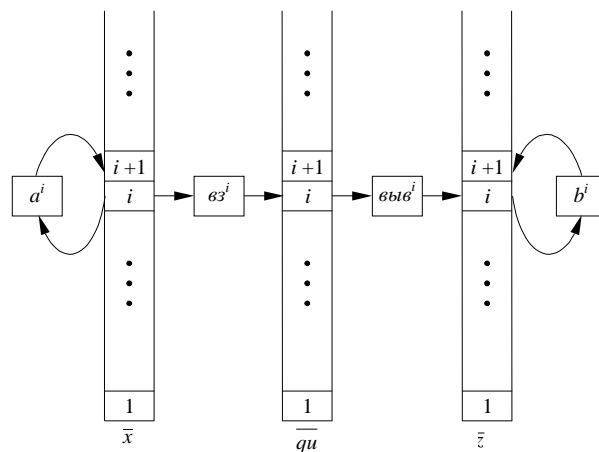 i+1 i+1 i+1
a^i i вз^i i выв^i i b^i
1 1 1
x̅ q̅u̅ z̅